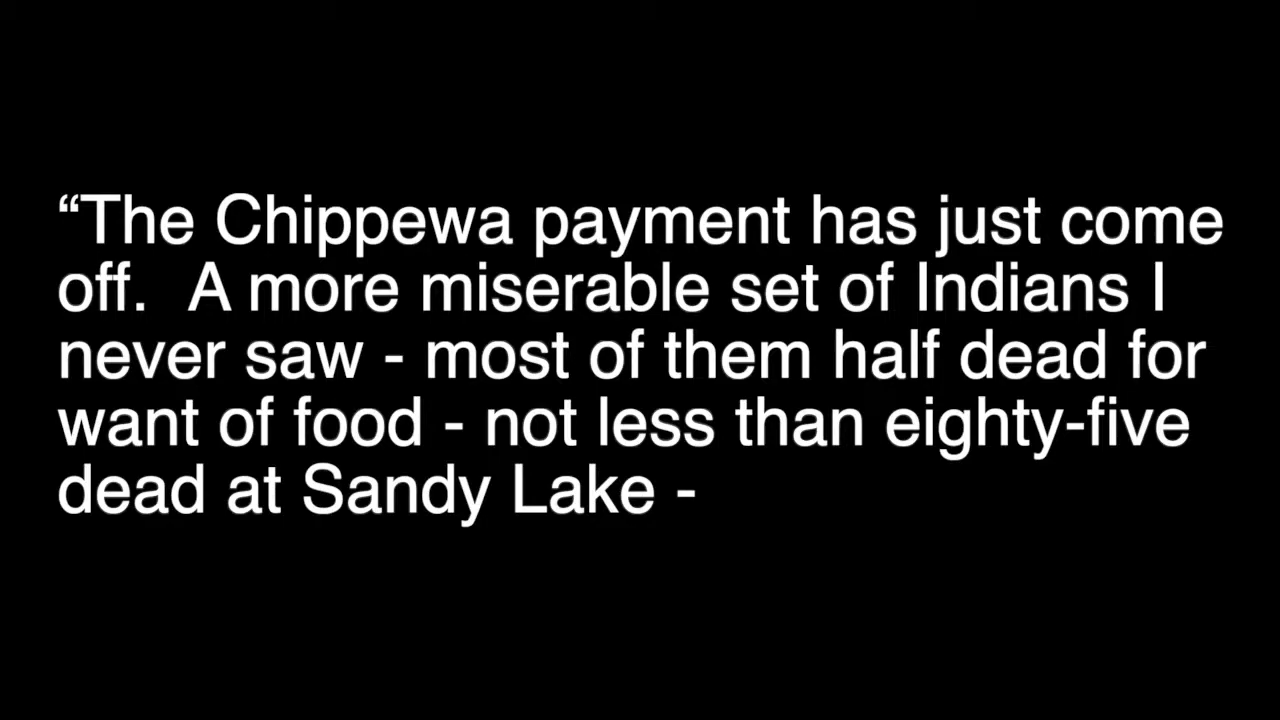 “The Chippewa payment has just come
off.  A more miserable set of Indians I
never saw - most of them half dead for
want of food - not less than eighty-five
dead at Sandy Lake -